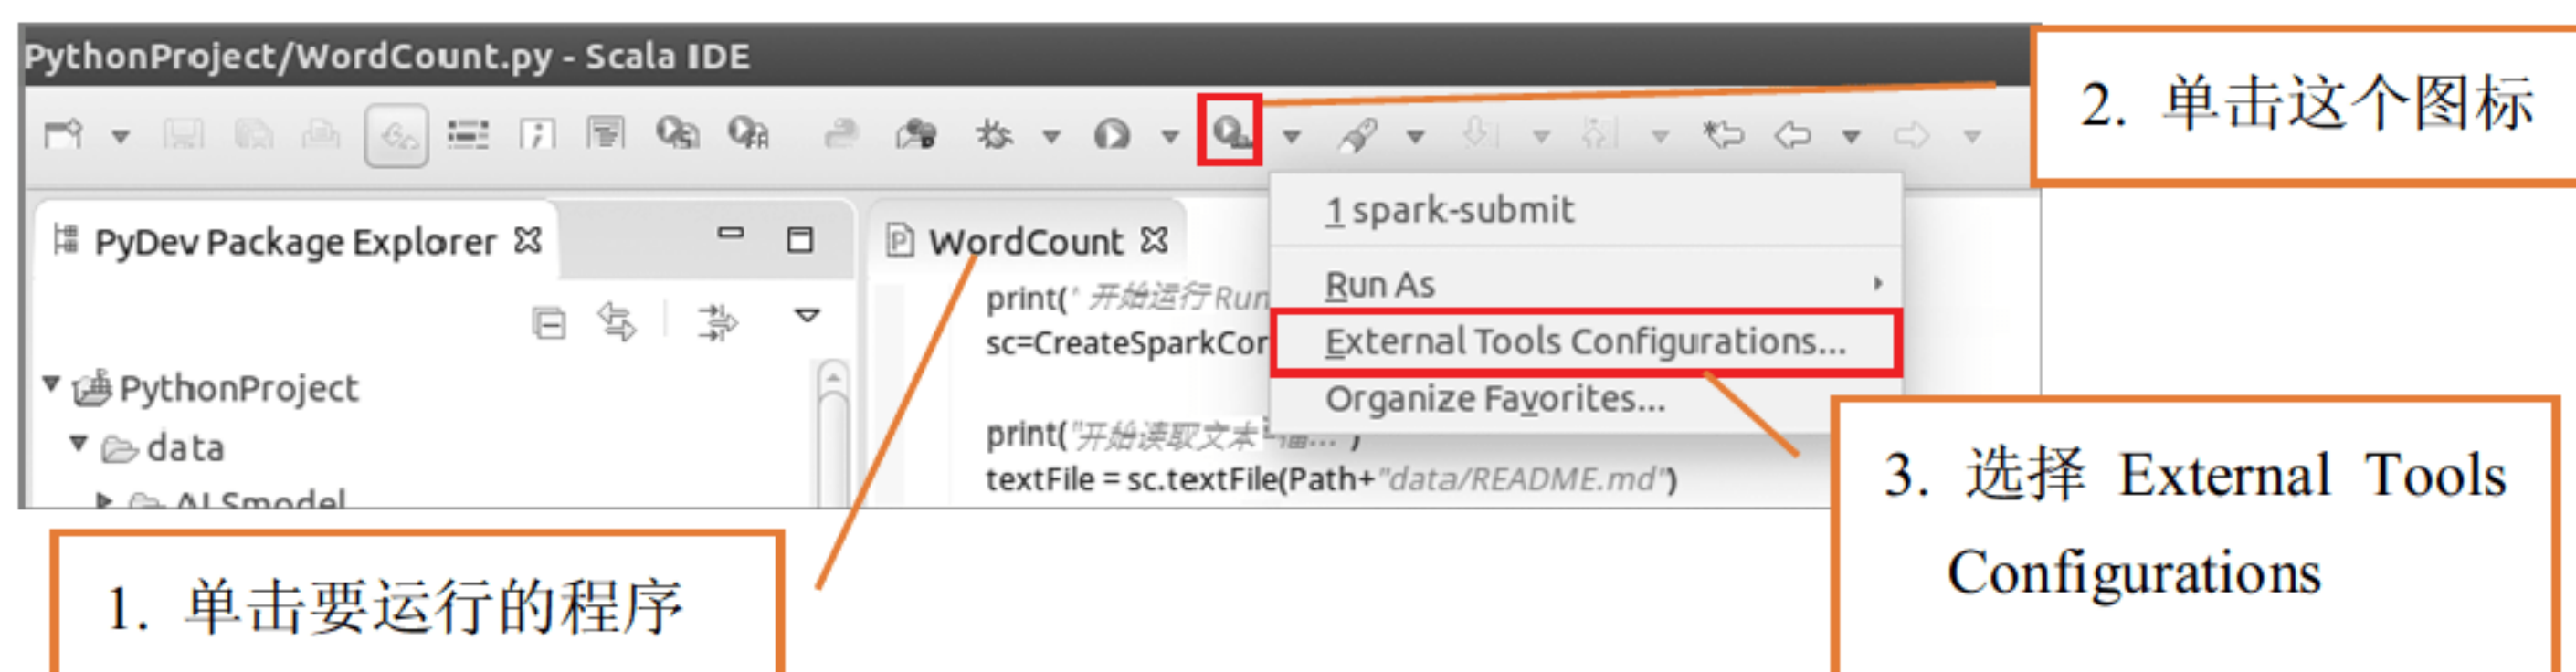 PythonProject/WordCount.py - Scala IDE
2. 单击这个图标
1 spark-submit
PyDev Package Explorer
WordCount
Run As
print(' 开始运行Run
External Tools Configurations...
sc=CreateSparkCon
PythonProject
Organize Favorites...
data
print("开始读取文本
textFile = sc.textFile(Path+"data/README.md")
ALSmodel
3. 选择 External Tools
Configurations
1. 单击要运行的程序